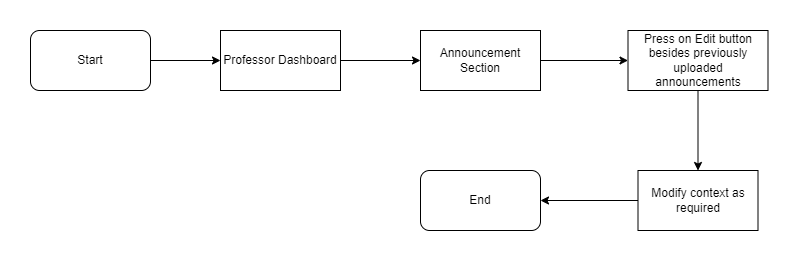 Start
Professor Dashboard
Announcement
Section
Press on Edit button
besides previously
uploaded
announcements
Modify context as
required
End